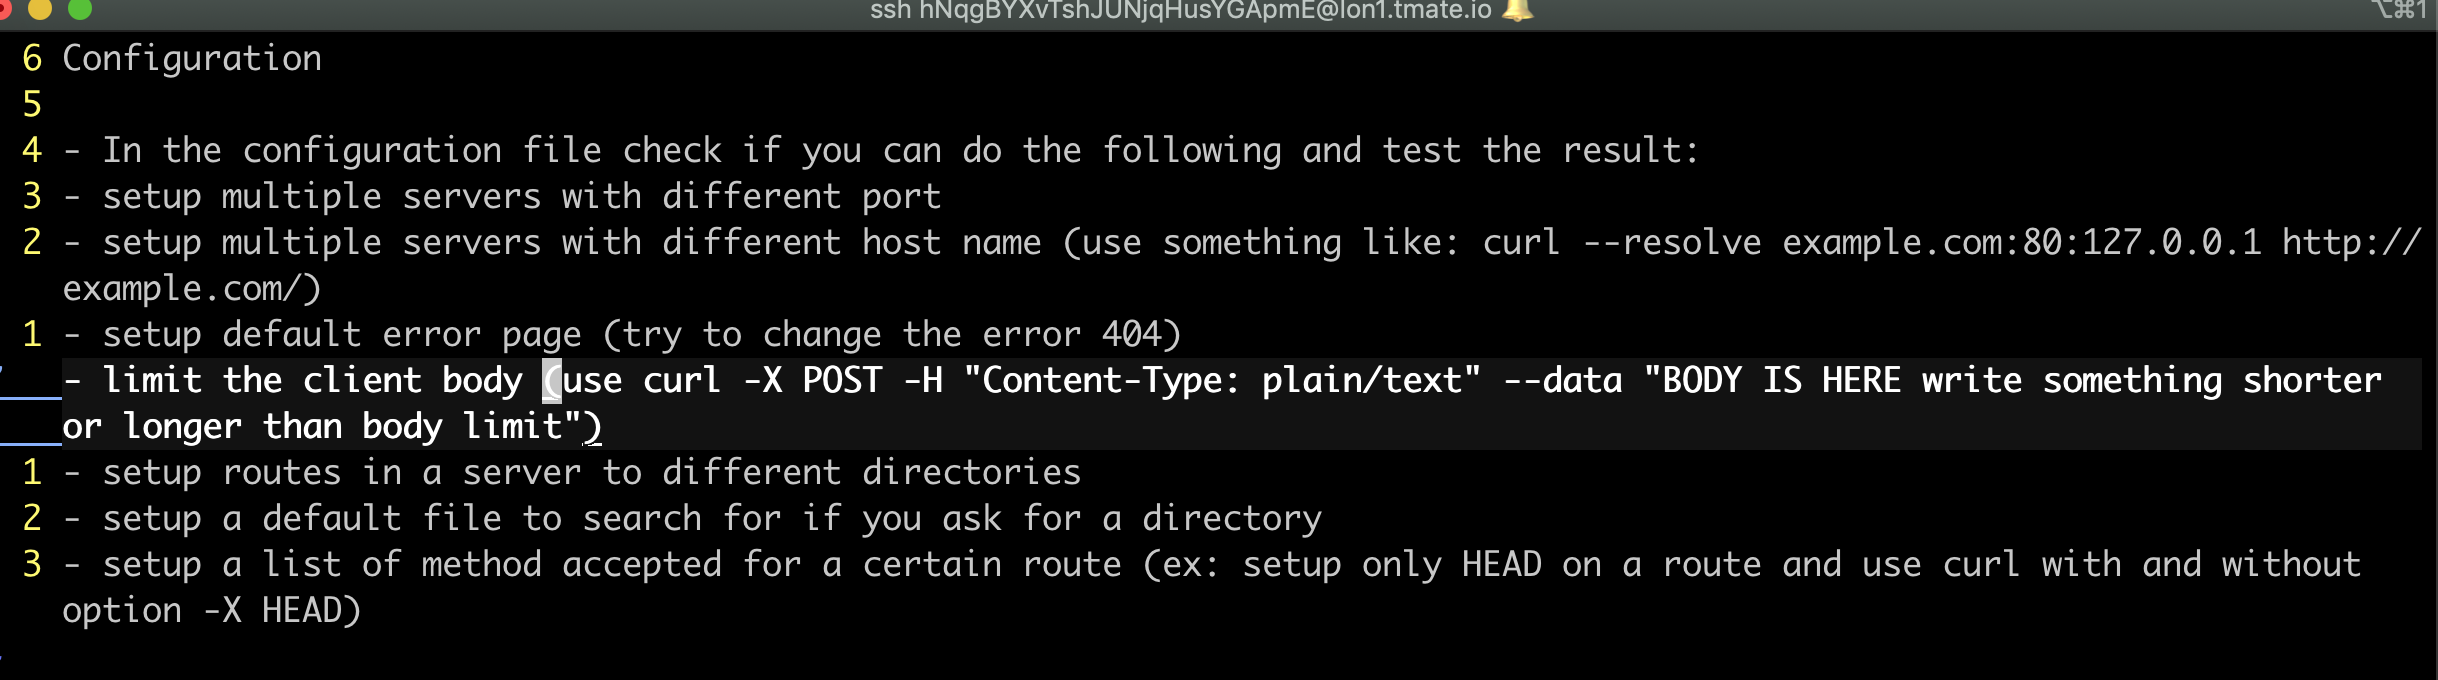 ssh hNqgBYXvTshJUNjqHusYGApmE@lon1.tmate.io 🔔 ⌥⌘1
6 Configuration
5
4 - In the configuration file check if you can do the following and test the result:
3 - setup multiple servers with different port
2 - setup multiple servers with different host name (use something like: curl --resolve example.com:80:127.0.0.1 http://
example.com/)
1 - setup default error page (try to change the error 404)
- limit the client body (use curl -X POST -H "Content-Type: plain/text" --data "BODY IS HERE write something shorter
or longer than body limit")
1 - setup routes in a server to different directories
2 - setup a default file to search for if you ask for a directory
3 - setup a list of method accepted for a certain route (ex: setup only HEAD on a route and use curl with and without
option -X HEAD)